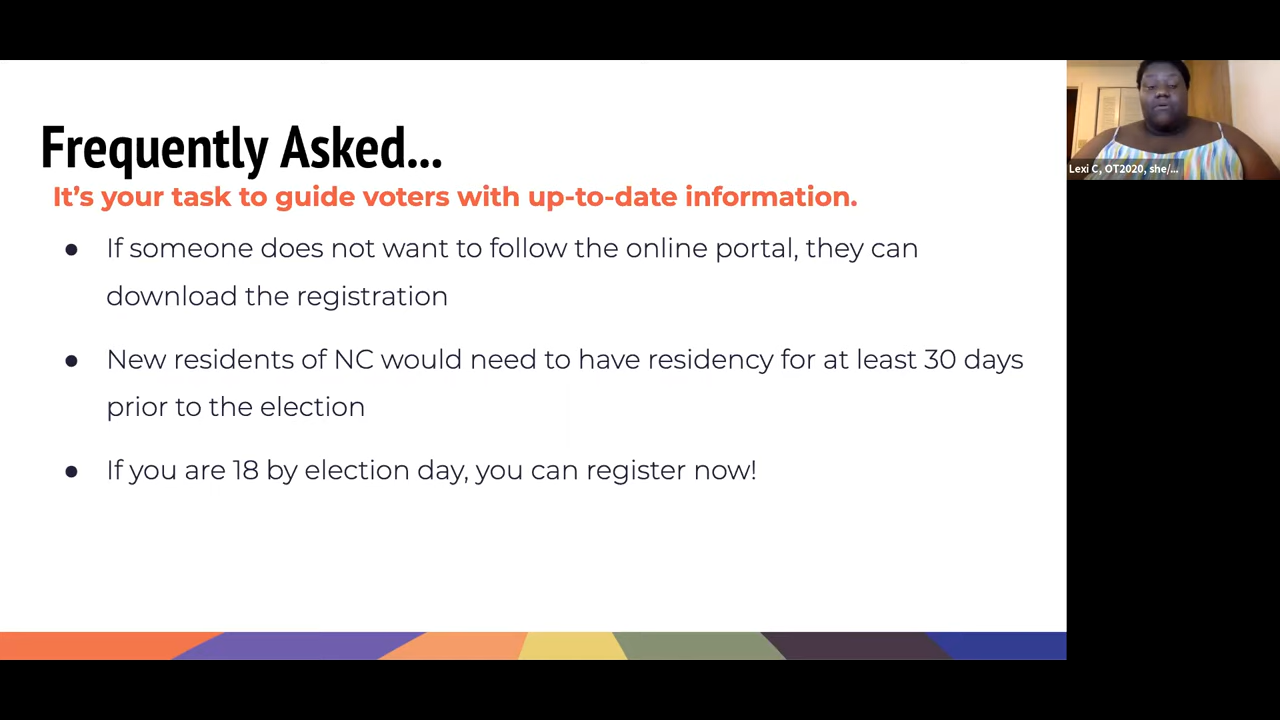 Frequently Asked...
It's your task to guide voters with up-to-date information.
● If someone does not want to follow the online portal, they can
download the registration
● New residents of NC would need to have residency for at least 30 days
prior to the election
● If you are 18 by election day, you can register now!
Lexi C, OT2020, she/...